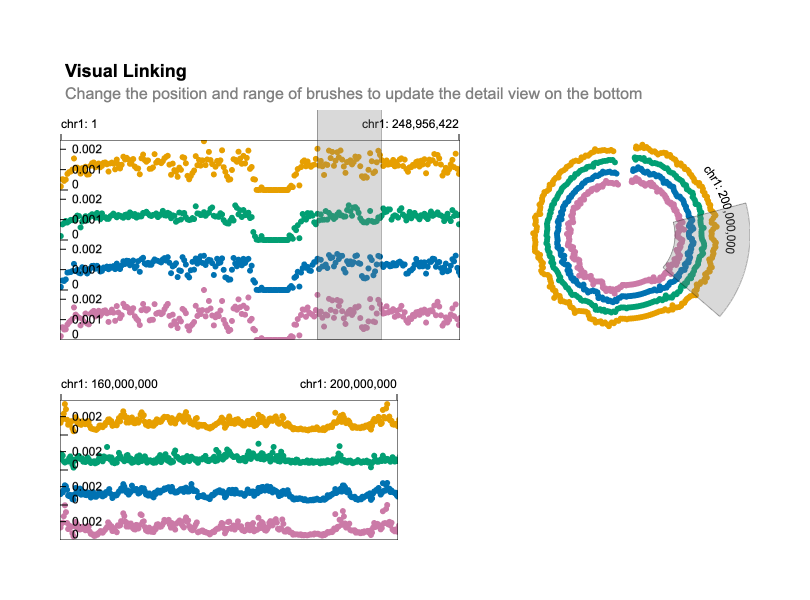 Visual Linking
Change the position and range of brushes to update the detail view on the bottom
chr1: 1
chr1: 248,956,422
0.002
0.001
0
0.002
0.001
0
0.002
0.001
0
0.002
0.001
0
chr1: 200,000,000
chr1: 160,000,000
chr1: 200,000,000
0.002
0
0.002
0
0.002
0
0.002
0